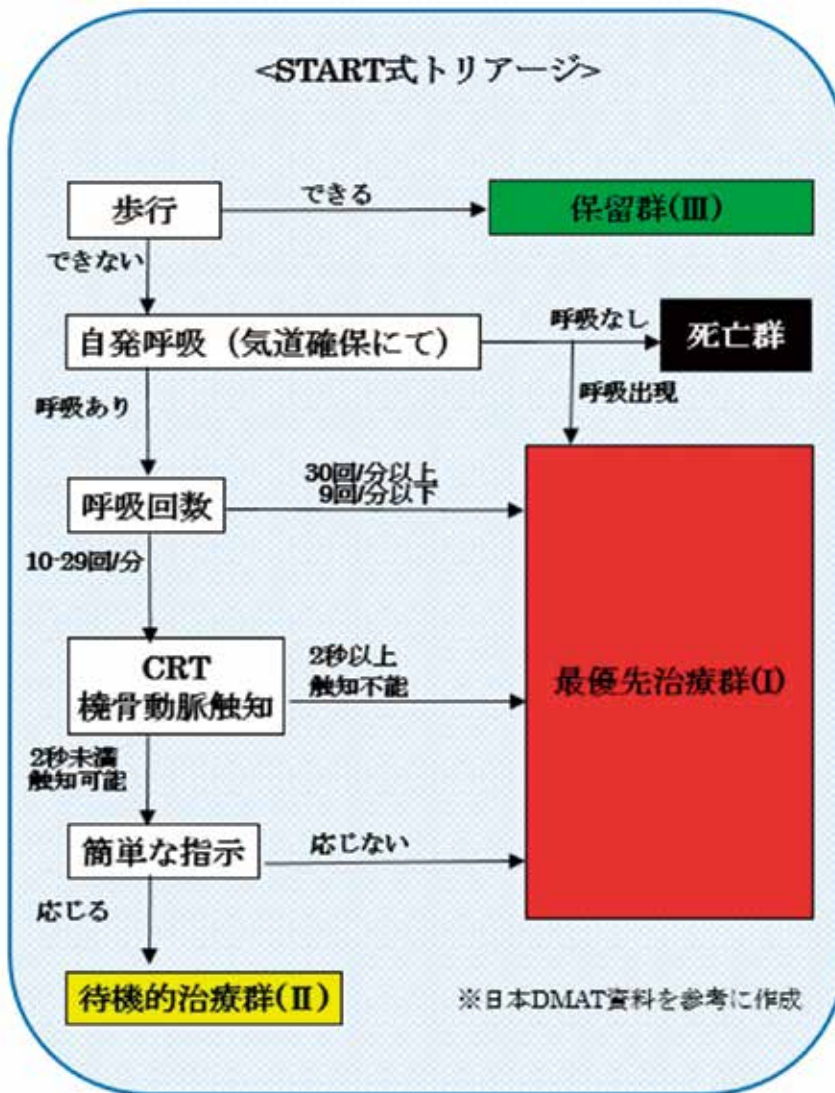 <START式トリアージ>
歩行
できる
保留群(III)
できない
自発呼吸（気道確保にて）
呼吸なし
死亡群
呼吸出現
呼吸あり
呼吸回数
30回/分以上
9回/分以下
10-29回/分
最優先治療群(I)
CRT
橈骨動脈触知
2秒以上
触知不能
2秒未満
触知可能
簡単な指示
応じない
応じる
待機的治療群(II)
※日本DMAT資料を参考に作成